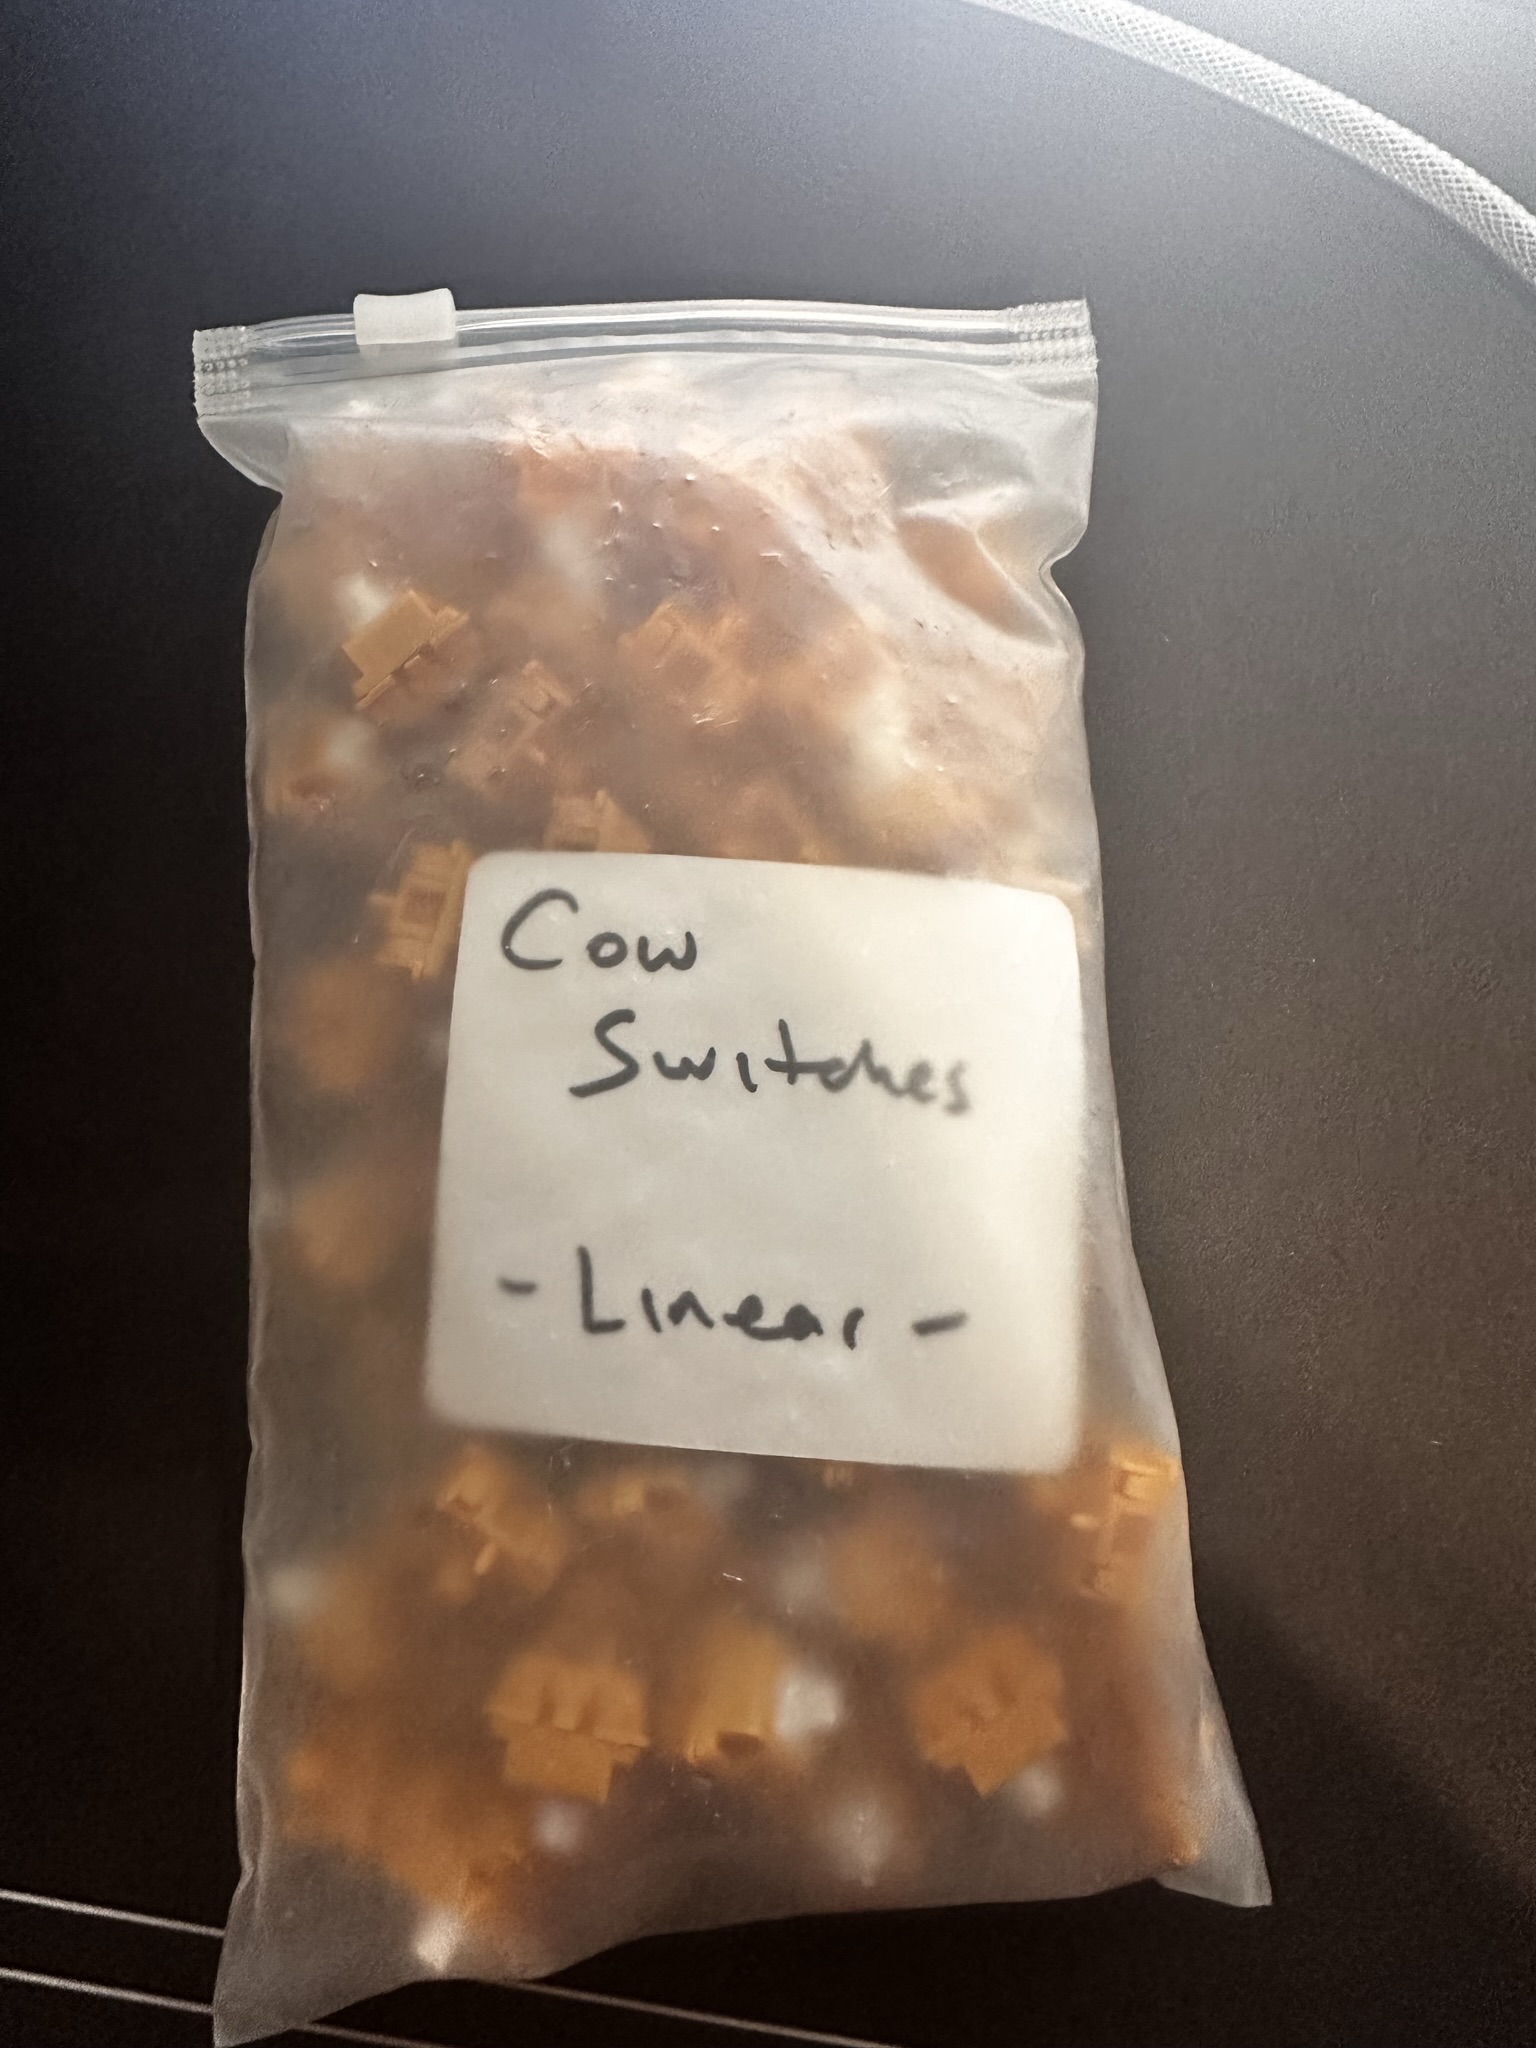 Cow
Switches
- Linear -